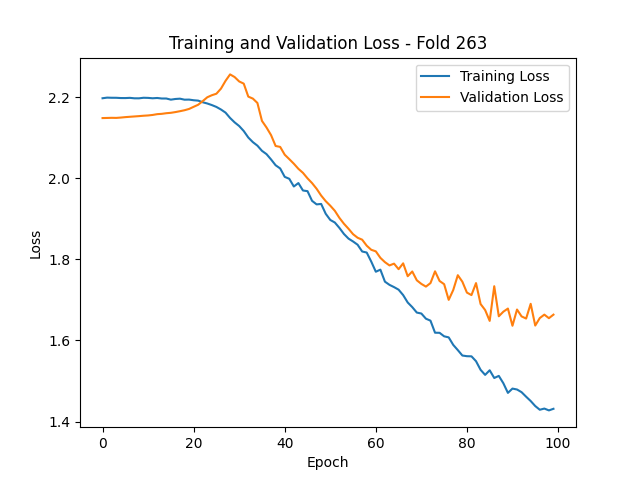 Training and Validation Loss - Fold 263
Training Loss
Validation Loss
2.2
2.0
1.8
1.6
1.4
Loss
0 20 40 60 80 100
Epoch